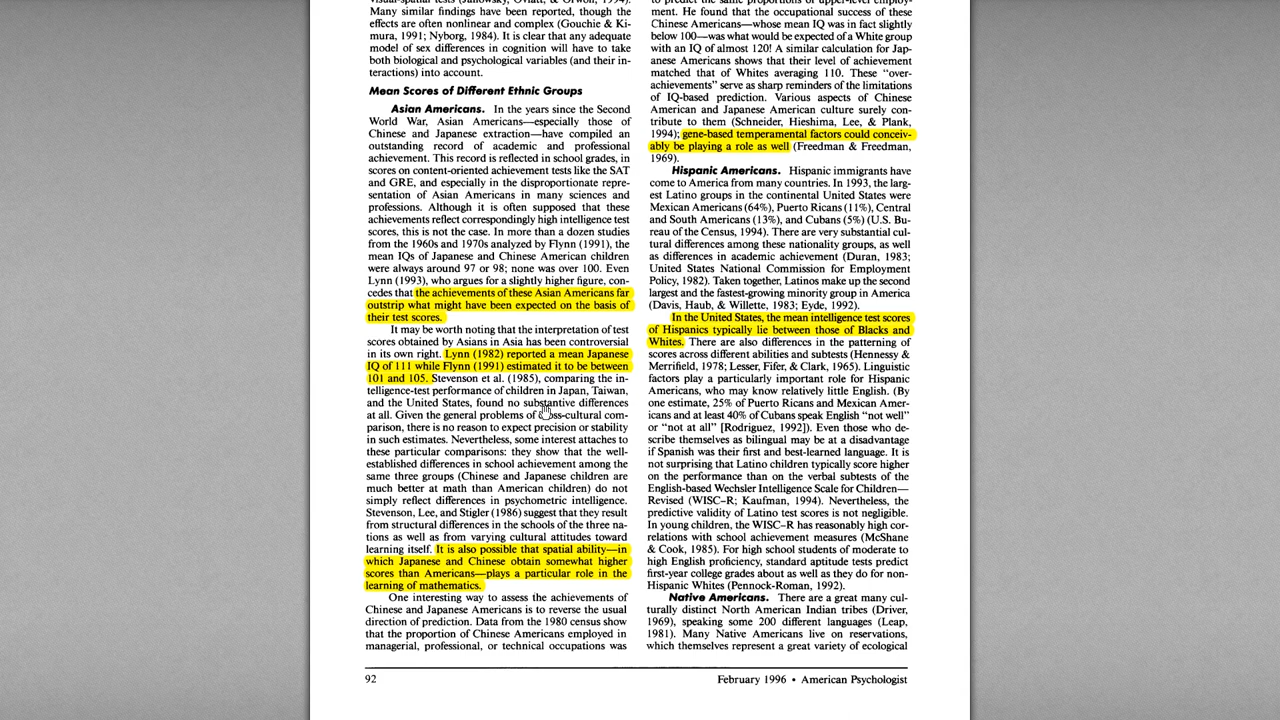 Many similar findings have been reported, though the
effects are often nonlinear and complex (Gouchie & Ki-
mura, 1991; Nyborg, 1984). It is clear that any adequate
model of sex differences in cognition will have to take
both biological and psychological variables (and their in-
teractions) into account.
Mean Scores of Different Ethnic Groups
Asian Americans. In the years since the Second
World War, Asian Americans—especially those of
Chinese and Japanese extraction—have compiled an
outstanding record of academic and professional
achievement. This record is reflected in school grades, in
scores on content-oriented achievement tests like the SAT
and GRE, and especially in the disproportionate repre-
sentation of Asian Americans in many sciences and
professions. Although it is often supposed that these
achievements reflect correspondingly high intelligence test
scores, this is not the case. In more than a dozen studies
from the 1960s and 1970s analyzed by Flynn (1991), the
mean IQs of Japanese and Chinese American children
were always around 97 or 98; none was over 100. Even
Lynn (1993), who argues for a slightly higher figure, con-
cedes that the achievements of these Asian Americans far
outstrip what might have been expected on the basis of
their test scores.
It may be worth noting that the interpretation of test
scores obtained by Asians in Asia has been controversial
in its own right. Lynn (1982) reported a mean Japanese
IQ of 111 while Flynn (1991) estimated it to be between
101 and 105. Stevenson et al. (1985), comparing the in-
telligence-test performance of children in Japan, Taiwan,
and the United States, found no substantive differences
at all. Given the general problems of cross-cultural com-
parison, there is no reason to expect precision or stability
in such estimates. Nevertheless, some interest attaches to
these particular comparisons: they show that the well-
established differences in school achievement among the
same three groups (Chinese and Japanese children are
much better at math than American children) do not
simply reflect differences in psychometric intelligence.
Stevenson, Lee, and Stigler (1986) suggest that they result
from structural differences in the schools of the three na-
tions as well as from varying cultural attitudes toward
learning itself. It is also possible that spatial ability—in
which Japanese and Chinese obtain somewhat higher
scores than Americans—plays a particular role in the
learning of mathematics.
One interesting way to assess the achievements of
Chinese and Japanese Americans is to reverse the usual
direction of prediction. Data from the 1980 census show
that the proportion of Chinese Americans employed in
managerial, professional, or technical occupations was
ment. He found that the occupational success of these
Chinese Americans—whose mean IQ was in fact slightly
below 100—was what would be expected of a White group
with an IQ of almost 120! A similar calculation for Jap-
anese Americans shows that their level of achievement
matched that of Whites averaging 110. These "over-
achievements" serve as sharp reminders of the limitations
of IQ-based prediction. Various aspects of Chinese
American and Japanese American culture surely con-
tribute to them (Schneider, Hieshima, Lee, & Plank,
1994); gene-based temperamental factors could conceiv-
ably be playing a role as well (Freedman & Freedman,
1969).
Hispanic Americans. Hispanic immigrants have
come to America from many countries. In 1993, the larg-
est Latino groups in the continental United States were
Mexican Americans (64%), Puerto Ricans (11%), Central
and South Americans (13%), and Cubans (5%) (U.S. Bu-
reau of the Census, 1994). There are very substantial cul-
tural differences among these nationality groups, as well
as differences in academic achievement (Duran, 1983;
United States National Commission for Employment
Policy, 1982). Taken together, Latinos make up the second
largest and the fastest-growing minority group in America
(Davis, Haub, & Willette, 1983; Eyde, 1992).
In the United States, the mean intelligence test scores
of Hispanics typically lie between those of Blacks and
Whites. There are also differences in the patterning of
scores across different abilities and subtests (Hennessy &
Merrifield, 1978; Lesser, Fifer, & Clark, 1965). Linguistic
factors play a particularly important role for Hispanic
Americans, who may know relatively little English. (By
one estimate, 25% of Puerto Ricans and Mexican Amer-
icans and at least 40% of Cubans speak English "not well"
or "not at all" [Rodriguez, 1992]). Even those who de-
scribe themselves as bilingual may be at a disadvantage
if Spanish was their first and best-learned language. It is
not surprising that Latino children typically score higher
on the performance than on the verbal subtests of the
English-based Wechsler Intelligence Scale for Children—
Revised (WISC-R; Kaufman, 1994). Nevertheless, the
predictive validity of Latino test scores is not negligible.
In young children, the WISC-R has reasonably high cor-
relations with school achievement measures (McShane
& Cook, 1985). For high school students of moderate to
high English proficiency, standard aptitude tests predict
first-year college grades about as well as they do for non-
Hispanic Whites (Pennock-Roman, 1992).
Native Americans. There are a great many cul-
turally distinct North American Indian tribes (Driver,
1969), speaking some 200 different languages (Leap,
1981). Many Native Americans live on reservations,
which themselves represent a great variety of ecological
92
February 1996 • American Psychologist